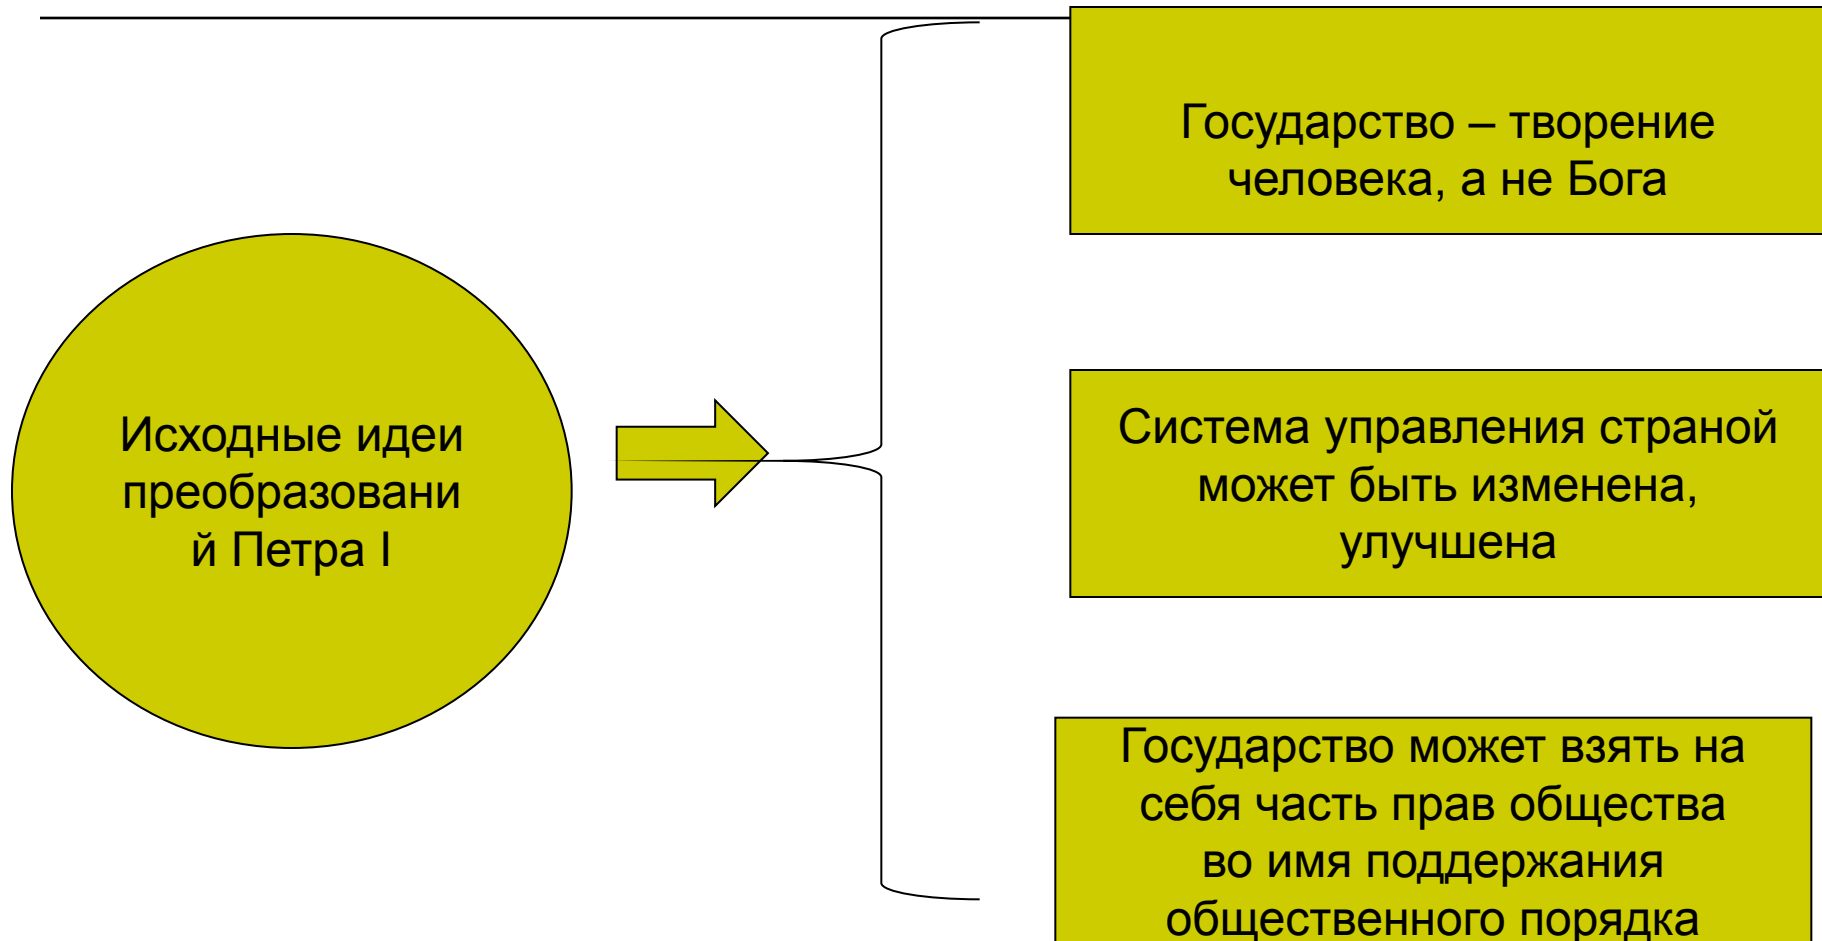 Исходные идеи
преобразовани
й Петра I
Государство – творение
человека, а не Бога
Система управления страной
может быть изменена,
улучшена
Государство может взять на
себя часть прав общества
во имя поддержания
общественного порядка